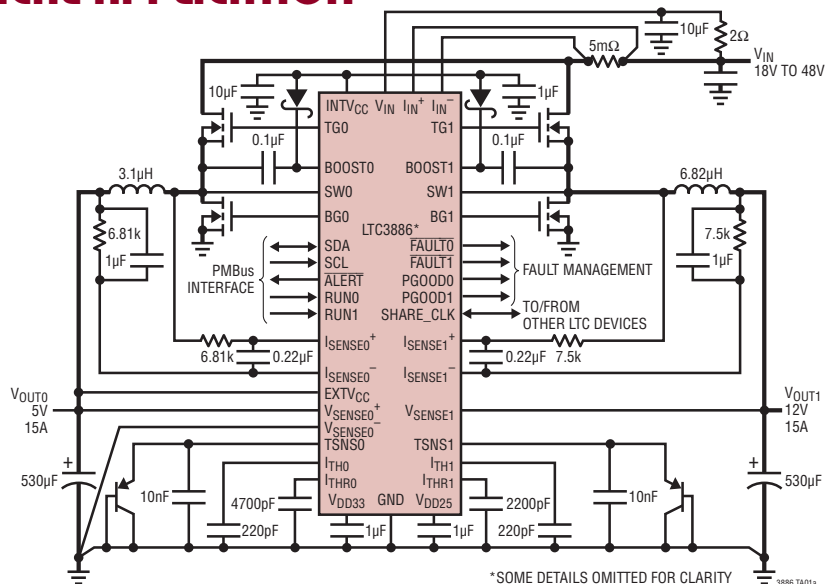 10µF
2Ω
5mΩ
VIN
18V TO 48V
10µF
1µF
INTVCC
VIN
IIN+
IIN–
TG0
TG1
0.1µF
0.1µF
BOOST0
BOOST1
3.1µH
6.82µH
SW0
SW1
BG0
BG1
LTC3886*
6.81k
1µF
7.5k
1µF
PMBus
INTERFACE
SDA
SCL
ALERT
RUN0
RUN1
FAULT0
FAULT1
PGOOD0
PGOOD1
SHARE_CLK
FAULT MANAGEMENT
TO/FROM
OTHER LTC DEVICES
ISENSE0+
ISENSE1+
6.81k
0.22µF
0.22µF
7.5k
ISENSE0–
ISENSE1–
EXTVCC
VOUT0
5V
15A
VSENSE0+
VSENSE1
VOUT1
12V
15A
VSENSE0–
TSNS0
TSNS1
ITH0
ITH1
ITHR0
ITHR1
VDD33
GND
VDD25
530µF
10nF
4700pF
220pF
1µF
1µF
2200pF
220pF
10nF
530µF
*SOME DETAILS OMITTED FOR CLARITY
3886 TA01a